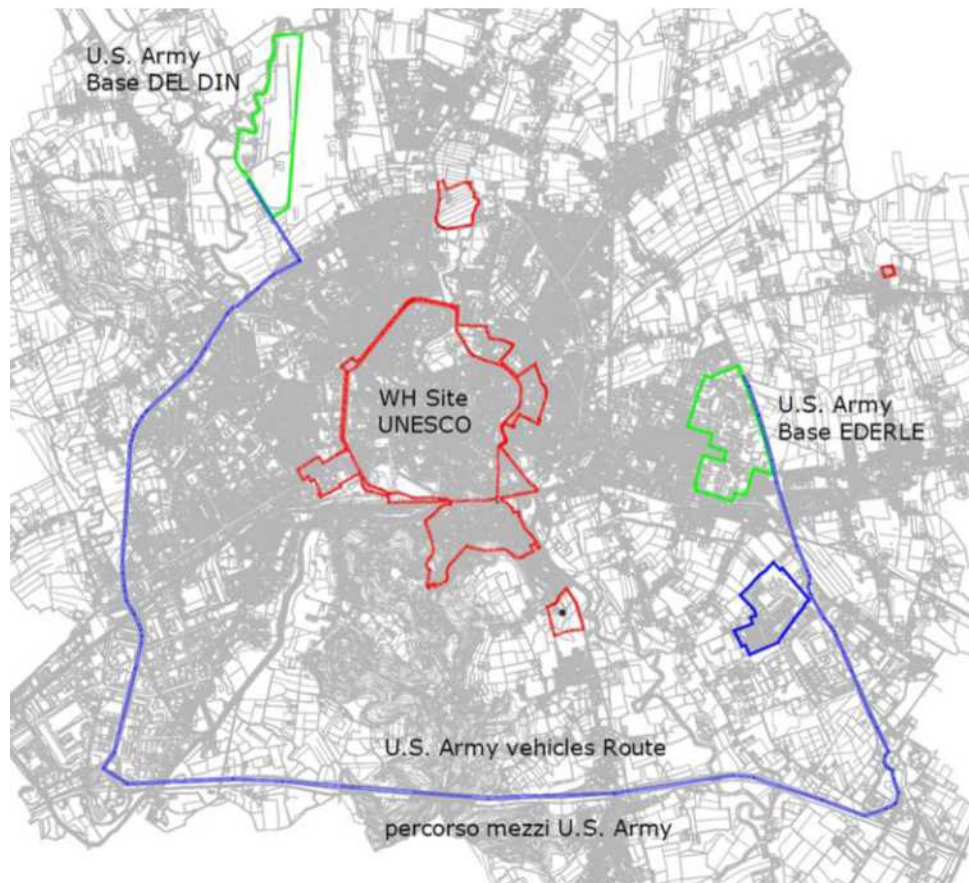 U.S. Army
Base DEL DIN
WH Site
UNESCO
U.S. Army
Base EDERLE
U.S. Army vehicles Route
percorso mezzi U.S. Army